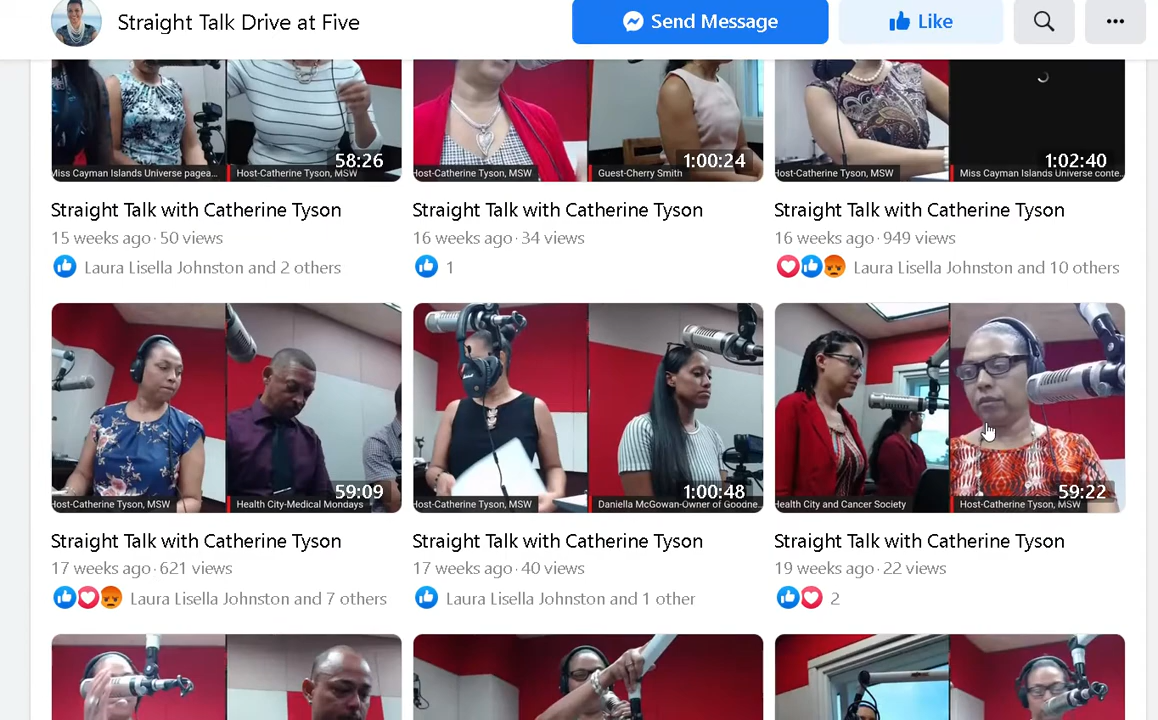 Straight Talk Drive at Five
Send Message
Like
58:26
Miss Cayman Islands Universe pagea...
Host-Catherine Tyson, MSW
1:00:24
Host-Catherine Tyson, MSW
Guest-Cherry Smith
1:02:40
Host-Catherine Tyson, MSW
Miss Cayman Islands Universe conte...
Straight Talk with Catherine Tyson
Straight Talk with Catherine Tyson
Straight Talk with Catherine Tyson
15 weeks ago · 50 views
16 weeks ago · 34 views
16 weeks ago · 949 views
Laura Lisella Johnston and 2 others
1
Laura Lisella Johnston and 10 others
59:09
Host-Catherine Tyson, MSW
Health City-Medical Mondays
1:00:48
Host-Catherine Tyson, MSW
Daniella McGowan-Owner of Goodne...
59:22
Health City and Cancer Society
Host-Catherine Tyson, MSW
Straight Talk with Catherine Tyson
Straight Talk with Catherine Tyson
Straight Talk with Catherine Tyson
17 weeks ago · 621 views
17 weeks ago · 40 views
19 weeks ago · 22 views
Laura Lisella Johnston and 7 others
Laura Lisella Johnston and 1 other
2